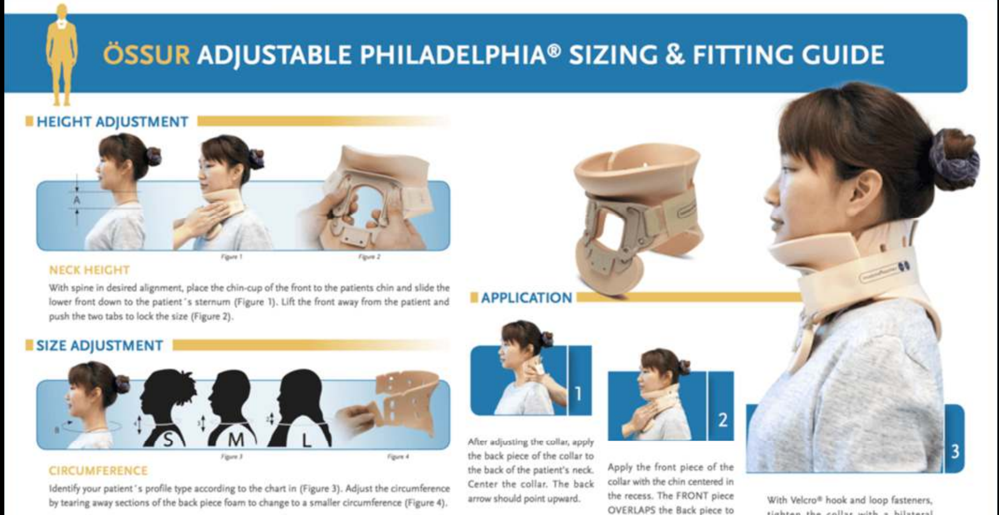 ÖSSUR ADJUSTABLE PHILADELPHIA® SIZING & FITTING GUIDE
HEIGHT ADJUSTMENT
A
Figure 1
Figure 2
NECK HEIGHT
With spine in desired alignment, place the chin-cup of the front to the patients chin and slide the
lower front down to the patient´s sternum (Figure 1). Lift the front away from the patient and
push the two tabs to lock the size (Figure 2).
SIZE ADJUSTMENT
B
4
3
2
S
M
L
Figure 3
Figure 4
CIRCUMFERENCE
Identify your patient´s profile type according to the chart in (Figure 3). Adjust the circumference
by tearing away sections of the back piece foam to change to a smaller circumference (Figure 4).
APPLICATION
1
After adjusting the collar, apply
the back piece of the collar to
the back of the patient's neck.
Center the collar. The back
arrow should point upward.
2
Apply the front piece of the
collar with the chin centered in
the recess. The FRONT piece
OVERLAPS the Back piece to
3
With Velcro® hook and loop fasteners,
tighten the collar with a bilateral